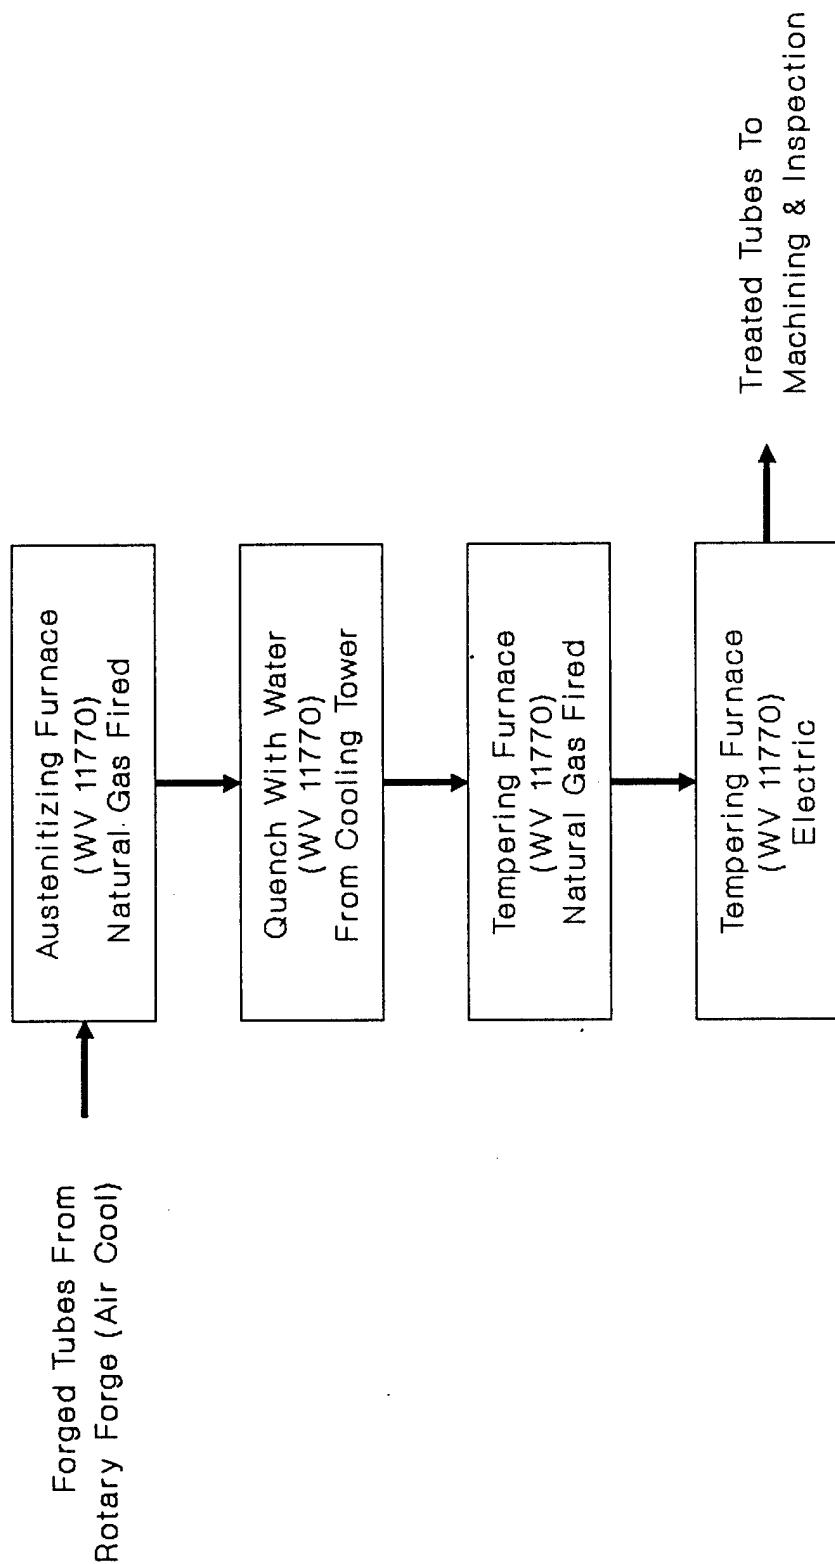 Forged Tubes From
Rotary Forge (Air Cool)
Austenitizing Furnace
(WV 11770)
Natural Gas Fired
Quench With Water
(WV 11770)
From Cooling Tower
Tempering Furnace
(WV 11770)
Natural Gas Fired
Tempering Furnace
(WV 11770)
Electric
Treated Tubes To
Machining & Inspection